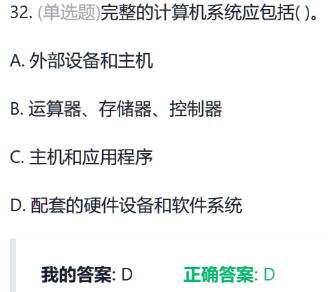 32. (单选题)完整的计算机系统应包括( )。
A. 外部设备和主机
B. 运算器、存储器、控制器
C. 主机和应用程序
D. 配套的硬件设备和软件系统
我的答案: D 正确答案: D